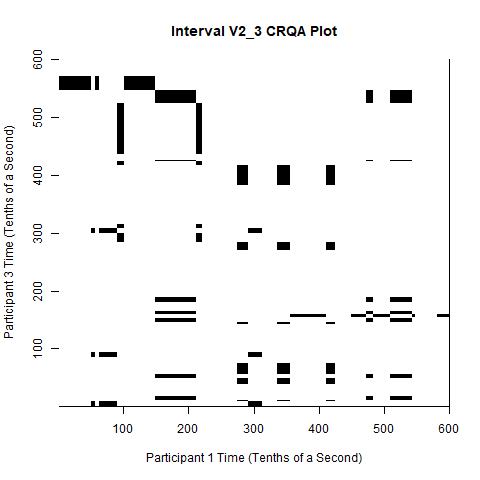 Interval V2_3 CRQA Plot
600
500
400
300
200
100
Participant 3 Time (Tenths of a Second)
100 200 300 400 500 600
Participant 1 Time (Tenths of a Second)